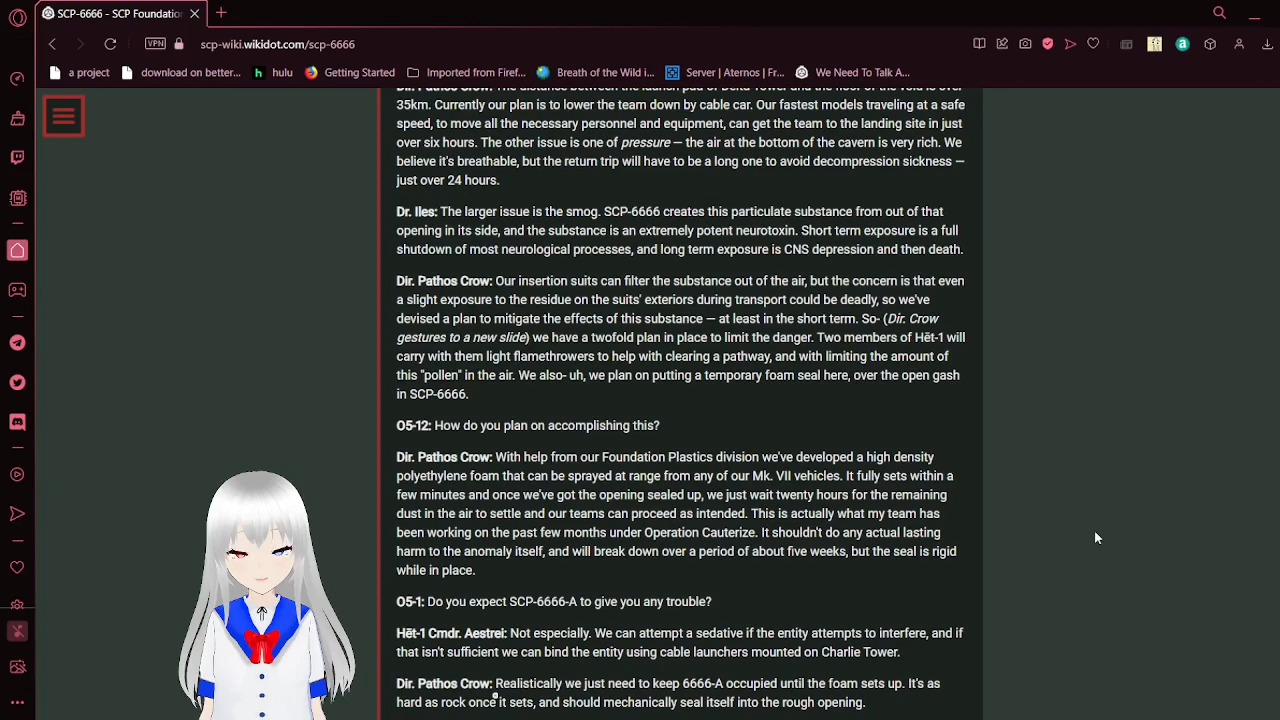 SCP-6666 - SCP Foundation
scp-wiki.wikidot.com/scp-6666
VPN
a project
download on better...
hulu
Getting Started
Imported from Firef...
Breath of the Wild i...
Server | Aternos | Fr...
We Need To Talk A...
35km. Currently our plan is to lower the team down by cable car. Our fastest models traveling at a safe
speed, to move all the necessary personnel and equipment, can get the team to the landing site in just
over six hours. The other issue is one of pressure — the air at the bottom of the cavern is very rich. We
believe it's breathable, but the return trip will have to be a long one to avoid decompression sickness —
just over 24 hours.
Dr. Iles: The larger issue is the smog. SCP-6666 creates this particulate substance from out of that
opening in its side, and the substance is an extremely potent neurotoxin. Short term exposure is a full
shutdown of most neurological processes, and long term exposure is CNS depression and then death.
Dir. Pathos Crow: Our insertion suits can filter the substance out of the air, but the concern is that even
a slight exposure to the residue on the suits' exteriors during transport could be deadly, so we've
devised a plan to mitigate the effects of this substance — at least in the short term. So- (Dir. Crow
gestures to a new slide) we have a twofold plan in place to limit the danger. Two members of Hēt-1 will
carry with them light flamethrowers to help with clearing a pathway, and with limiting the amount of
this "pollen" in the air. We also- uh, we plan on putting a temporary foam seal here, over the open gash
in SCP-6666.
O5-12: How do you plan on accomplishing this?
Dir. Pathos Crow: With help from our Foundation Plastics division we've developed a high density
polyethylene foam that can be sprayed at range from any of our Mk. VII vehicles. It fully sets within a
few minutes and once we've got the opening sealed up, we just wait twenty hours for the remaining
dust in the air to settle and our teams can proceed as intended. This is actually what my team has
been working on the past few months under Operation Cauterize. It shouldn't do any actual lasting
harm to the anomaly itself, and will break down over a period of about five weeks, but the seal is rigid
while in place.
O5-1: Do you expect SCP-6666-A to give you any trouble?
Hēt-1 Cmdr. Aestrei: Not especially. We can attempt a sedative if the entity attempts to interfere, and if
that isn't sufficient we can bind the entity using cable launchers mounted on Charlie Tower.
Dir. Pathos Crow: Realistically we just need to keep 6666-A occupied until the foam sets up. It's as
hard as rock once it sets, and should mechanically seal itself into the rough opening.